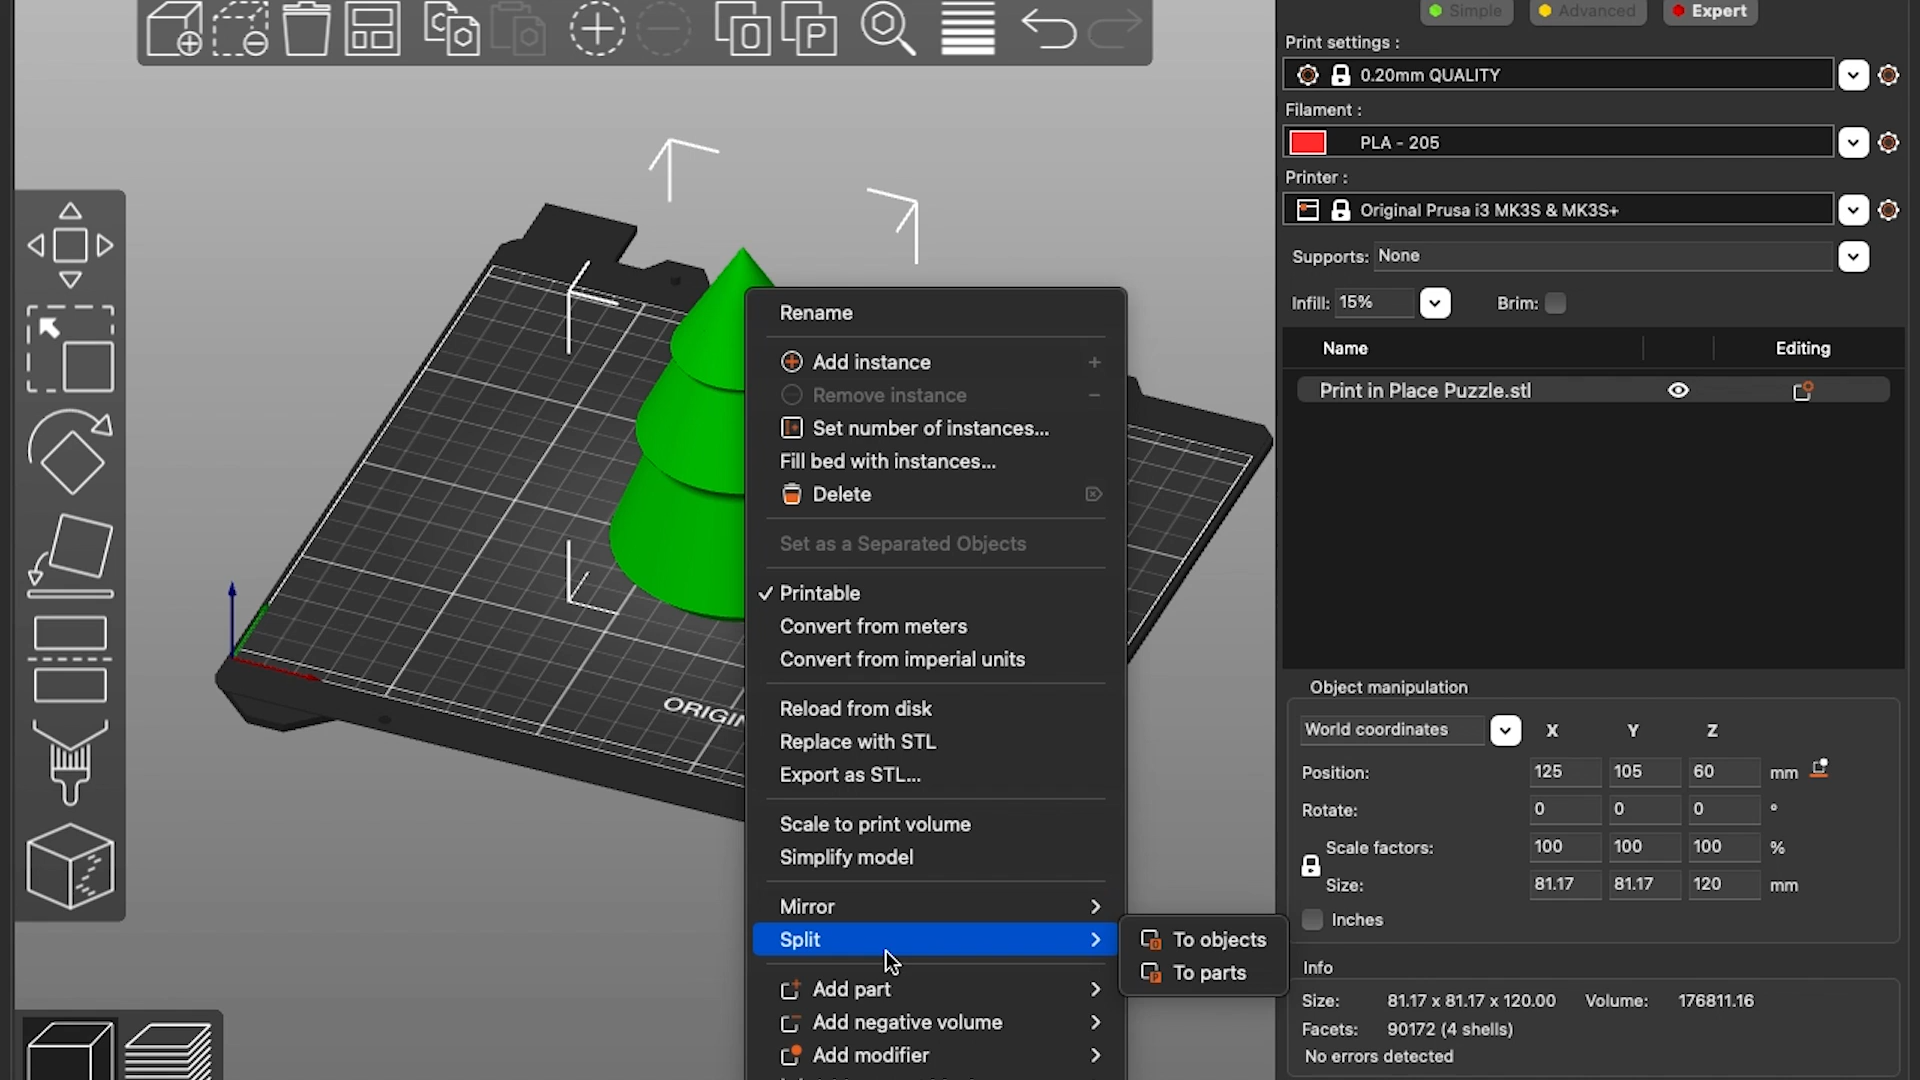 Simple
Advanced
Expert
Print settings :
0.20mm QUALITY
Filament :
PLA - 205
Printer :
Original Prusa i3 MK3S & MK3S+
Supports: None
Infill: 15%
Brim:
Name
Editing
Print in Place Puzzle.stl
Rename
Add instance +
Remove instance −
Set number of instances...
Fill bed with instances...
Delete
Set as a Separated Objects
✓ Printable
Convert from meters
Convert from imperial units
Reload from disk
Replace with STL
Export as STL...
Scale to print volume
Simplify model
Mirror
Split
To objects
To parts
Add part
Add negative volume
Add modifier
Object manipulation
World coordinates X Y Z
Position: 125 105 60 mm
Rotate: 0 0 0 °
Scale factors: 100 100 100 %
Size: 81.17 81.17 120 mm
Inches
Info
Size: 81.17 x 81.17 x 120.00 Volume: 176811.16
Facets: 90172 (4 shells)
No errors detected